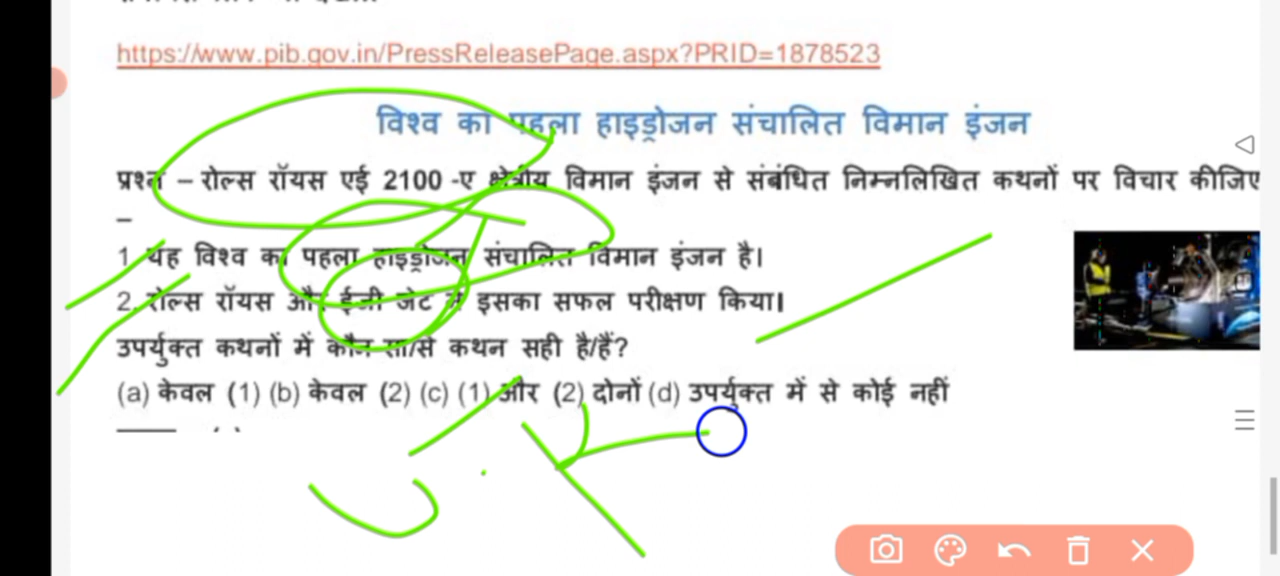 https://www.pib.gov.in/PressReleasePage.aspx?PRID=1878523
विश्व का पहला हाइड्रोजन संचालित विमान इंजन
प्रश्न – रोल्स रॉयस एई 2100 -ए क्षेत्रीय विमान इंजन से संबंधित निम्नलिखित कथनों पर विचार कीजिए
–
1. यह विश्व का पहला हाइड्रोजन संचालित विमान इंजन है।
2. रोल्स रॉयस और ईजी जेट ने इसका सफल परीक्षण किया।
उपर्युक्त कथनों में कौन सा/से कथन सही है/हैं?
(a) केवल (1) (b) केवल (2) (c) (1) और (2) दोनों (d) उपर्युक्त में से कोई नहीं
U.K